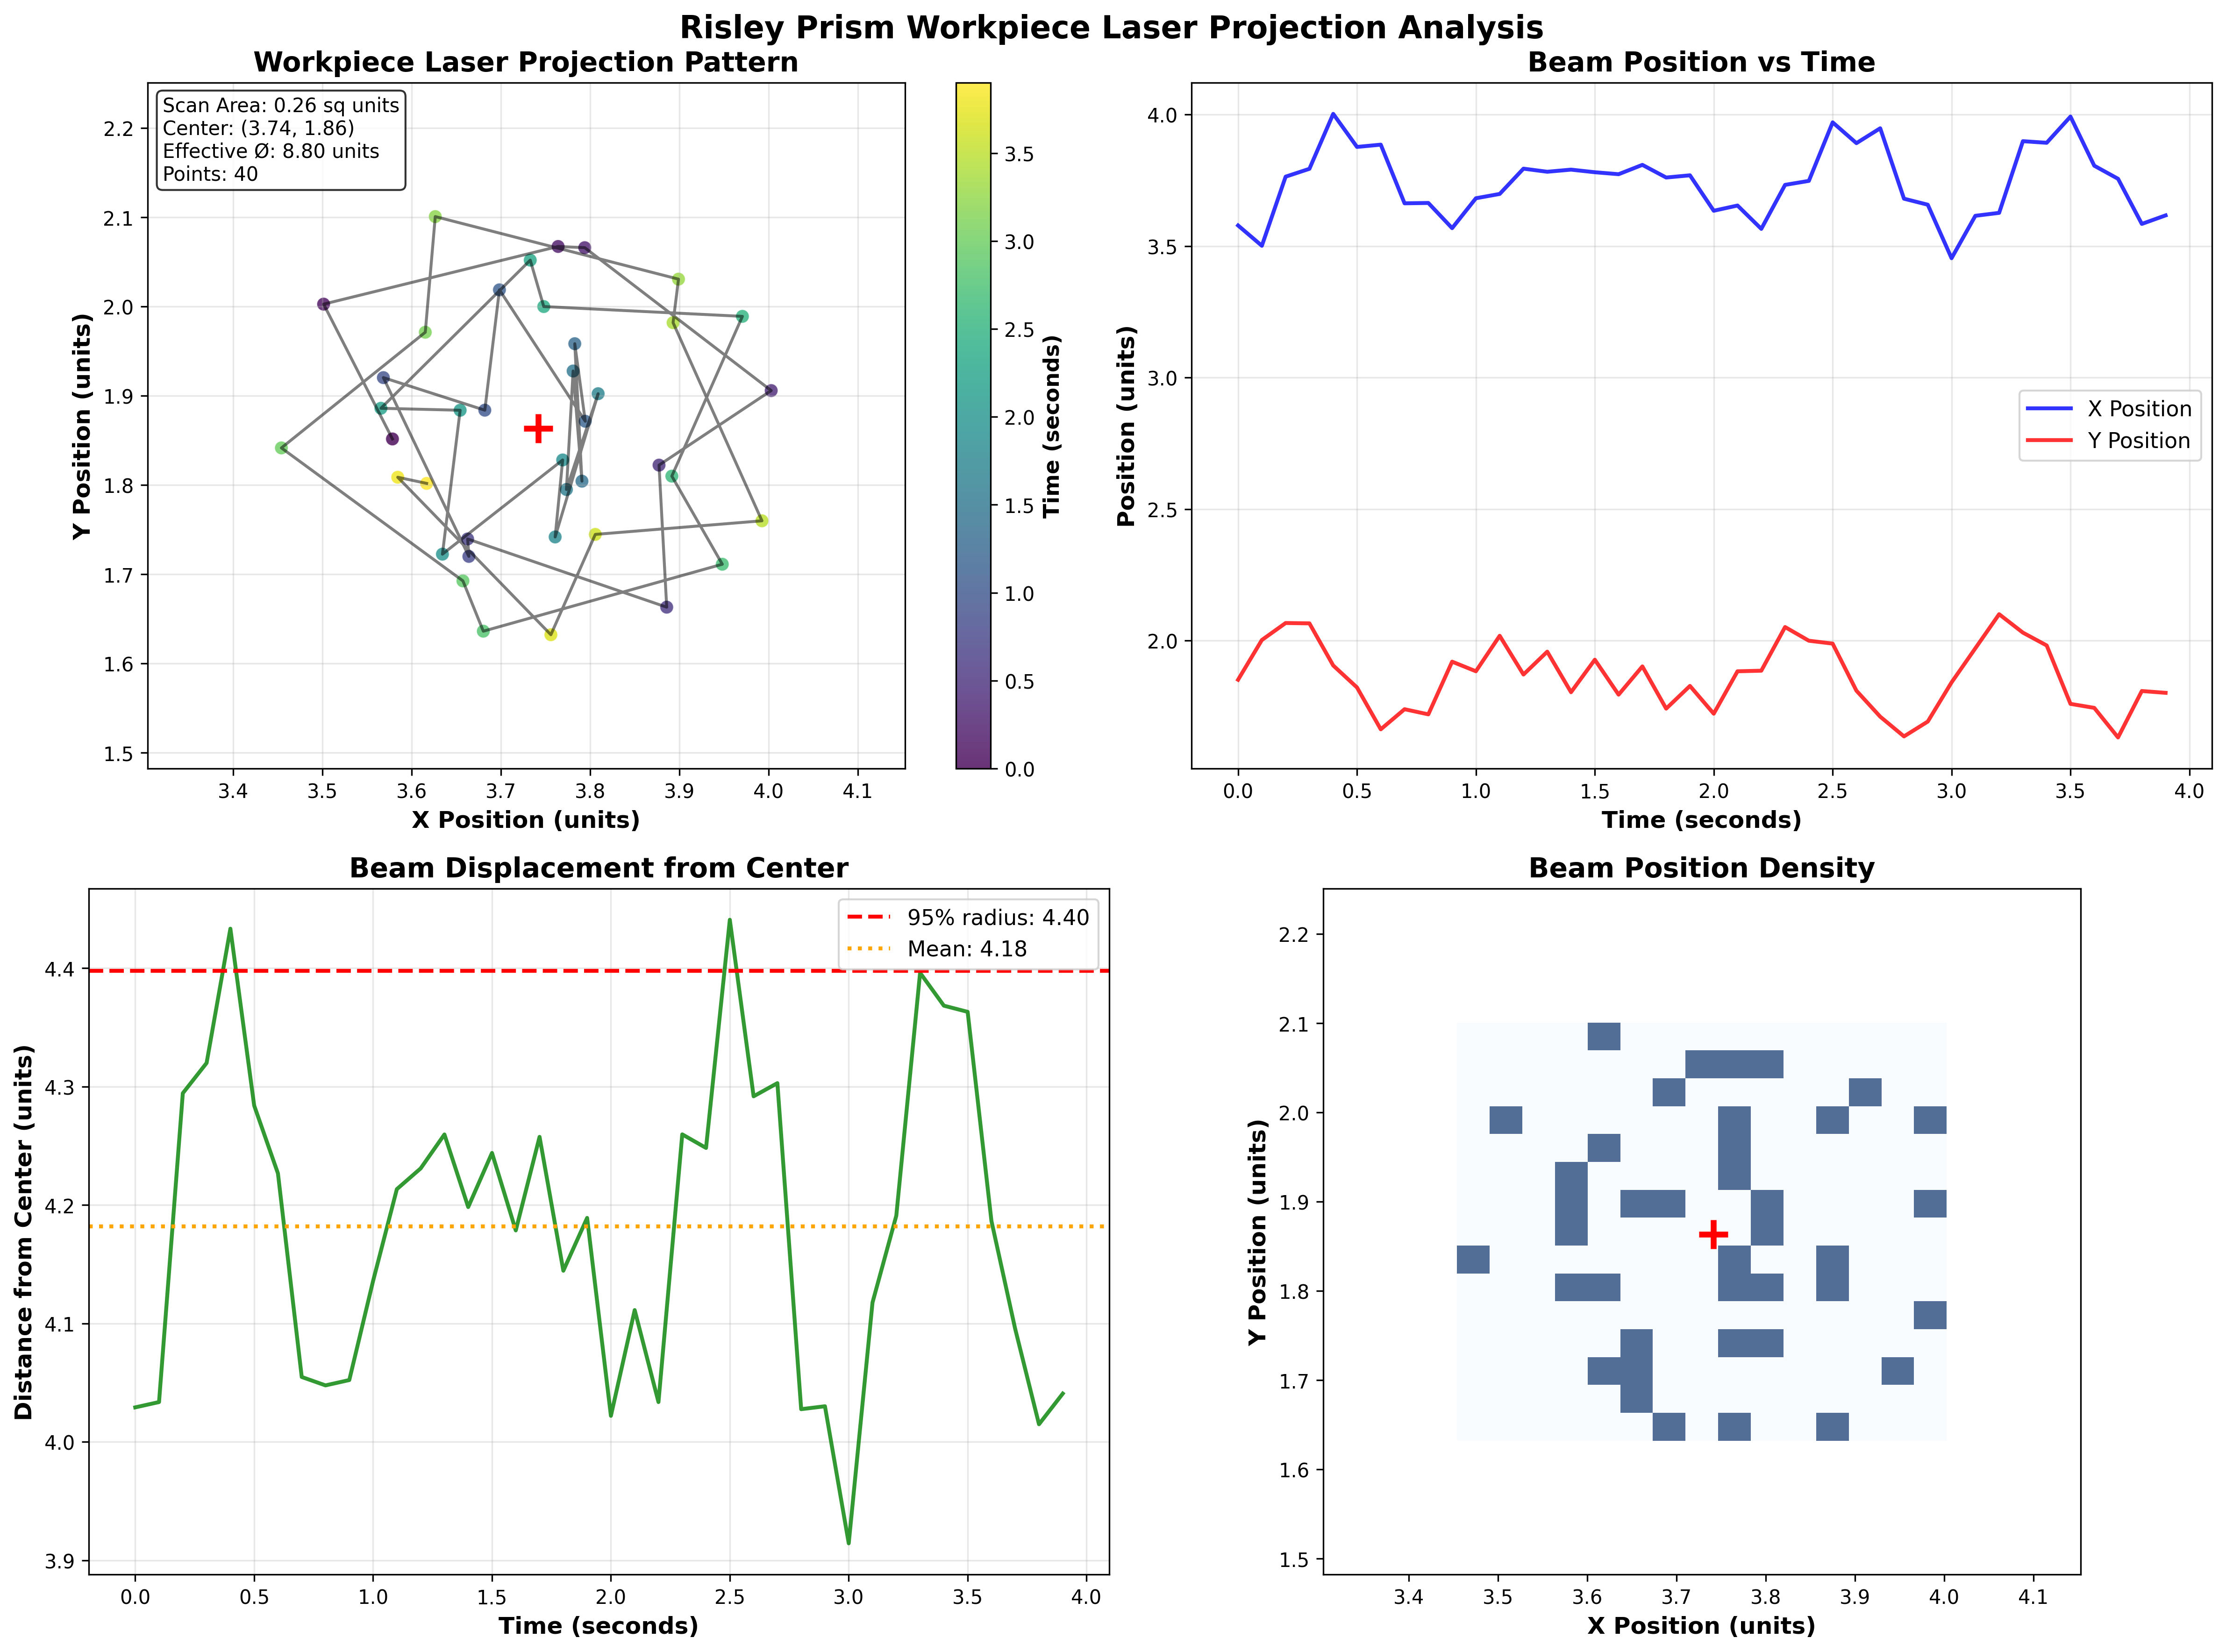 Risley Prism Workpiece Laser Projection Analysis
Workpiece Laser Projection Pattern
Scan Area: 0.26 sq units
Center: (3.74, 1.86)
Effective Ø: 8.80 units
Points: 40
Y Position (units)
2.2
2.1
2.0
1.9
1.8
1.7
1.6
1.5
3.4 3.5 3.6 3.7 3.8 3.9 4.0 4.1
X Position (units)
3.5
3.0
2.5
2.0
1.5
1.0
0.5
0.0
Time (seconds)
Beam Position vs Time
Position (units)
4.0
3.5
3.0
2.5
2.0
X Position
Y Position
0.0 0.5 1.0 1.5 2.0 2.5 3.0 3.5 4.0
Time (seconds)
Beam Displacement from Center
Distance from Center (units)
4.4
4.3
4.2
4.1
4.0
3.9
95% radius: 4.40
Mean: 4.18
0.0 0.5 1.0 1.5 2.0 2.5 3.0 3.5 4.0
Time (seconds)
Beam Position Density
Y Position (units)
2.2
2.1
2.0
1.9
1.8
1.7
1.6
1.5
3.4 3.5 3.6 3.7 3.8 3.9 4.0 4.1
X Position (units)